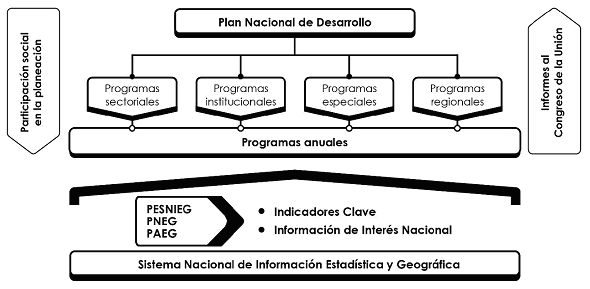 Plan Nacional de Desarrollo
Participación social
en la planeación
Informes al
Congreso de la Unión
Programas
sectoriales
Programas
institucionales
Programas
especiales
Programas
regionales
Programas anuales
PESNIEG
PNEG
PAEG
• Indicadores Clave
• Información de Interés Nacional
Sistema Nacional de Información Estadística y Geográfica